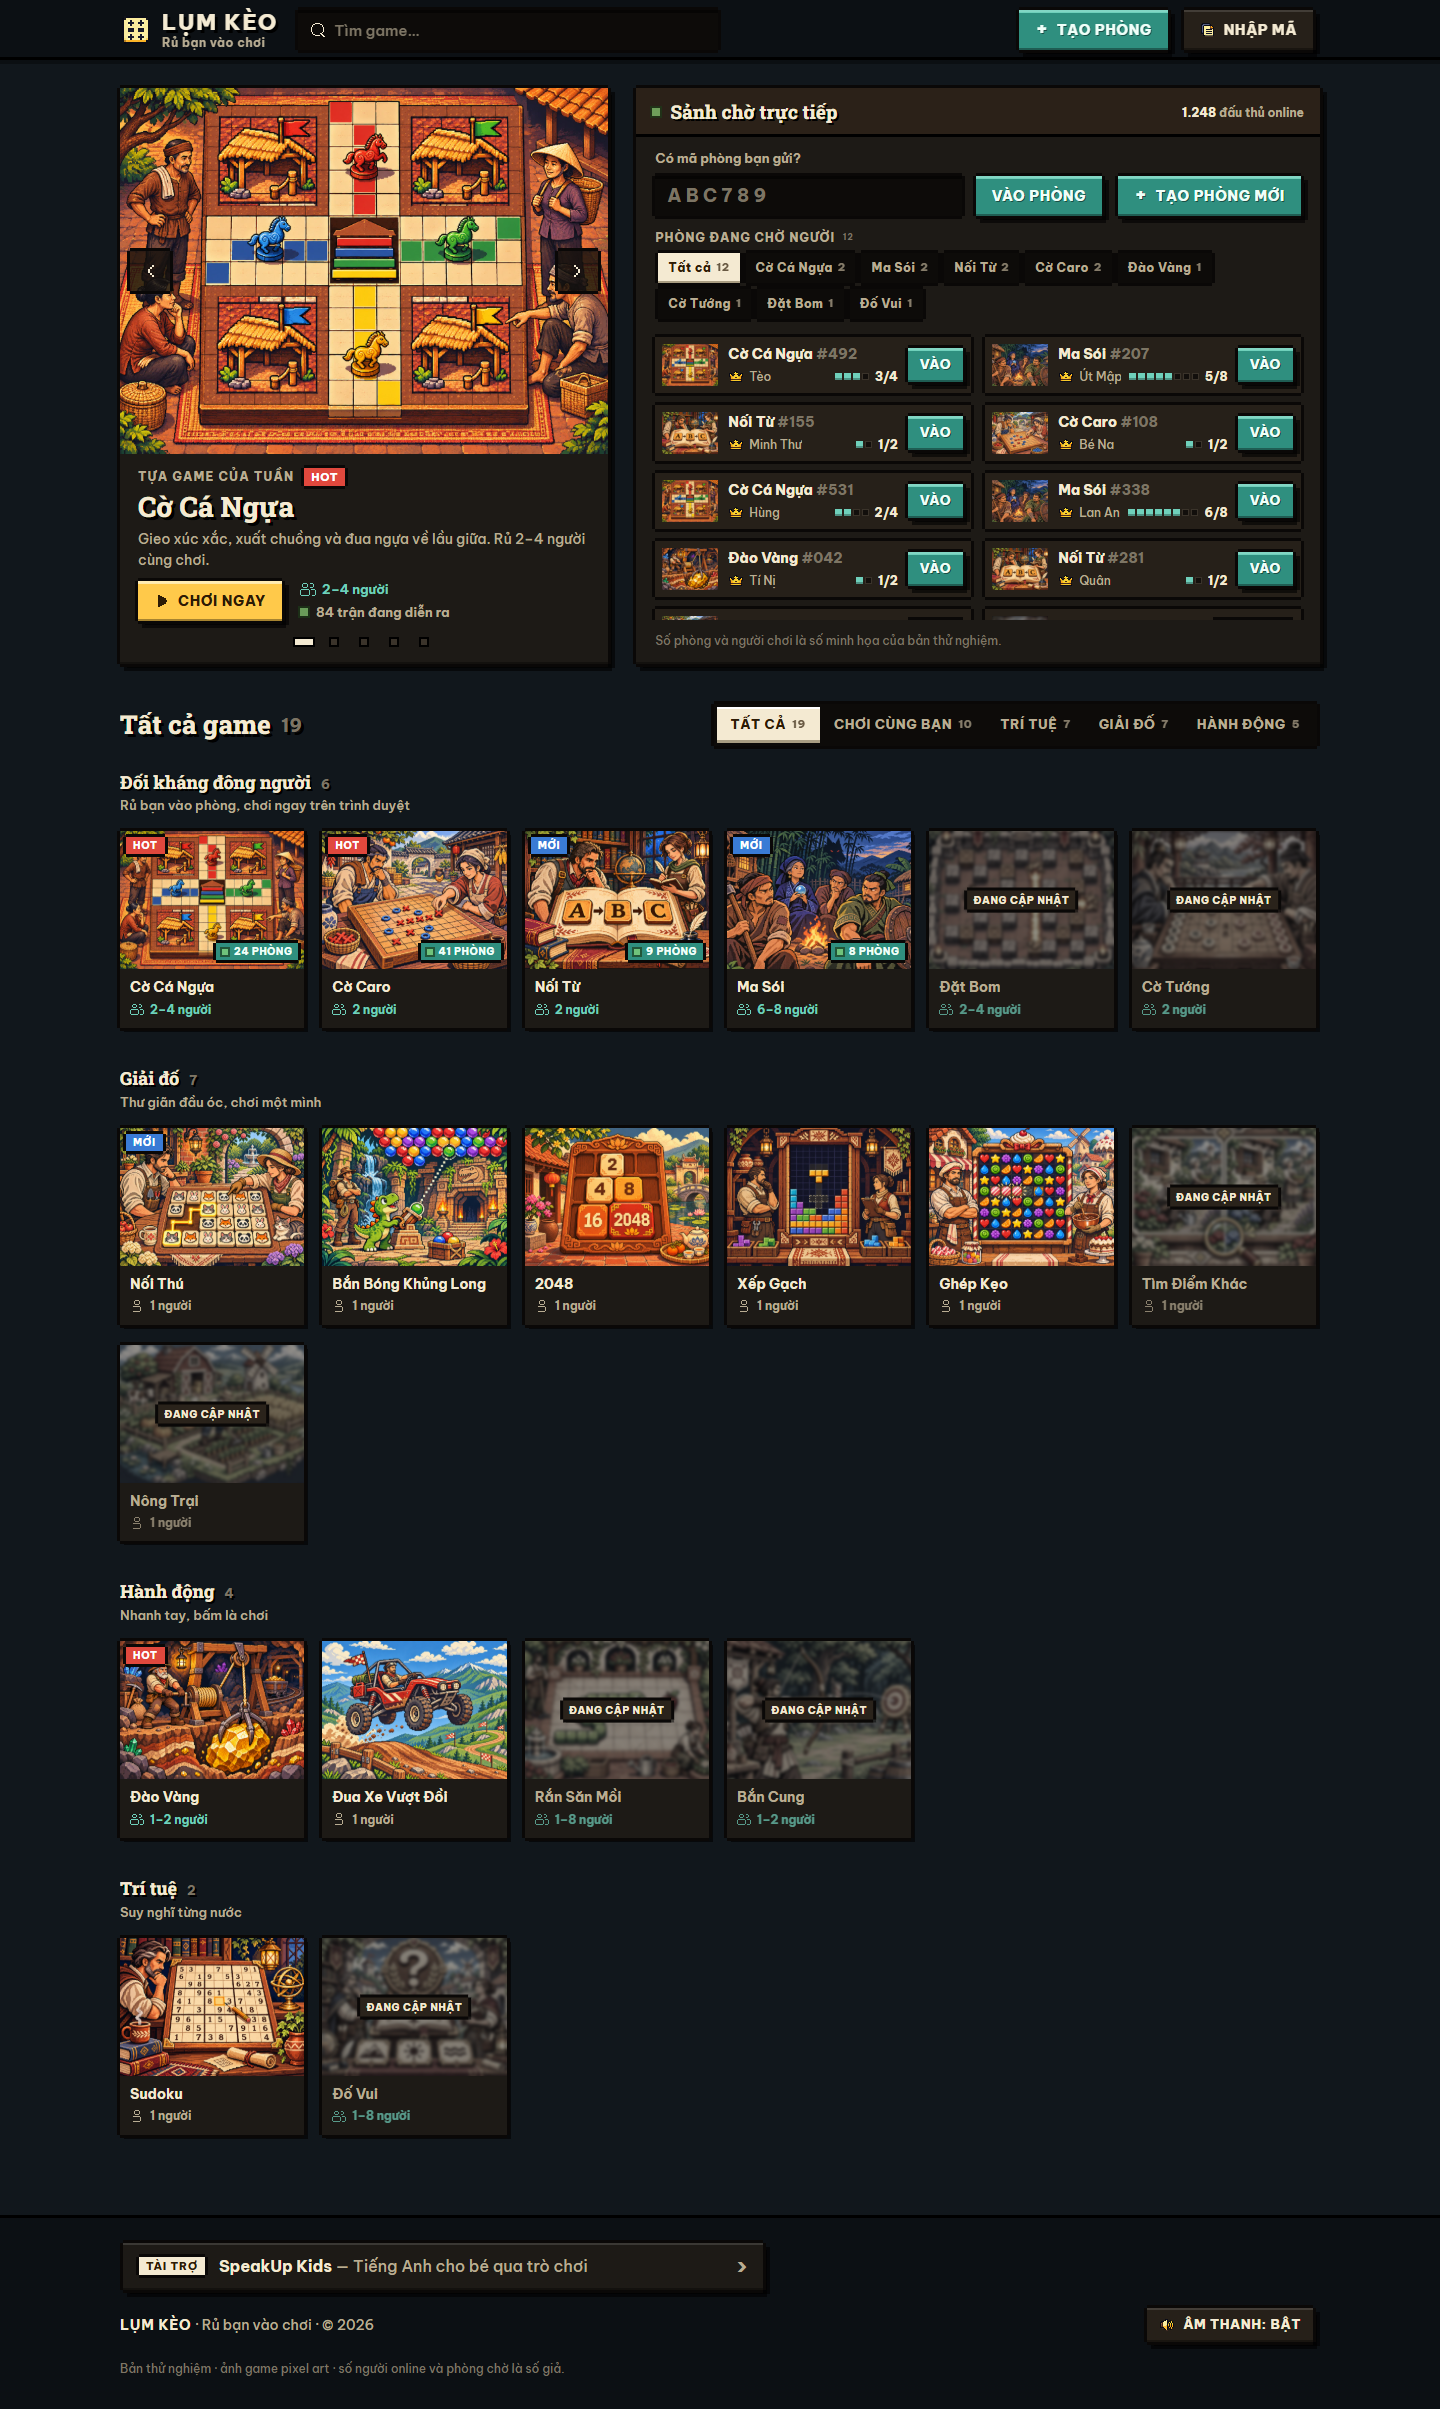 LỤM KÈO
Rủ bạn vào chơi
Tìm game...
+ TẠO PHÒNG
NHẬP MÃ
TỰA GAME CỦA TUẦN HOT
Cờ Cá Ngựa
Gieo xúc xắc, xuất chuồng và đua ngựa về lầu giữa. Rủ 2–4 người
cùng chơi.
CHƠI NGAY
2–4 người
84 trận đang diễn ra
Sảnh chờ trực tiếp
1.248 đấu thủ online
Có mã phòng bạn gửi?
ABC789
VÀO PHÒNG
+ TẠO PHÒNG MỚI
PHÒNG ĐANG CHỜ NGƯỜI 12
Tất cả 12
Cờ Cá Ngựa 2
Ma Sói 2
Nối Từ 2
Cờ Caro 2
Đào Vàng 1
Cờ Tướng 1
Đặt Bom 1
Đố Vui 1
Cờ Cá Ngựa #492
Tèo 3/4
VÀO
Ma Sói #207
Út Mập 5/8
VÀO
Nối Từ #155
Minh Thư 1/2
VÀO
Cờ Caro #108
Bé Na 1/2
VÀO
Cờ Cá Ngựa #531
Hùng 2/4
VÀO
Ma Sói #338
Lan An 6/8
VÀO
Đào Vàng #042
Tí Nị 1/2
VÀO
Nối Từ #281
Quân 1/2
VÀO
Số phòng và người chơi là số minh họa của bản thử nghiệm.
Tất cả game 19
TẤT CẢ 19
CHƠI CÙNG BẠN 10
TRÍ TUỆ 7
GIẢI ĐỐ 7
HÀNH ĐỘNG 5
Đối kháng đông người 6
Rủ bạn vào phòng, chơi ngay trên trình duyệt
HOT
24 PHÒNG
Cờ Cá Ngựa
2–4 người
HOT
41 PHÒNG
Cờ Caro
2 người
MỚI
A B C
9 PHÒNG
Nối Từ
2 người
MỚI
8 PHÒNG
Ma Sói
6–8 người
ĐANG CẬP NHẬT
Đặt Bom
2–4 người
ĐANG CẬP NHẬT
Cờ Tướng
2 người
Giải đố 7
Thư giãn đầu óc, chơi một mình
MỚI
Nối Thú
1 người
Bắn Bóng Khủng Long
1 người
2
4 8
16 2048
2048
1 người
Xếp Gạch
1 người
Ghép Kẹo
1 người
ĐANG CẬP NHẬT
Tìm Điểm Khác
1 người
ĐANG CẬP NHẬT
Nông Trại
1 người
Hành động 4
Nhanh tay, bấm là chơi
HOT
Đào Vàng
1–2 người
Đua Xe Vượt Đồi
1 người
ĐANG CẬP NHẬT
Rắn Săn Mồi
1–8 người
ĐANG CẬP NHẬT
Bắn Cung
1–2 người
Trí tuệ 2
Suy nghĩ từng nước
Sudoku
1 người
?
ĐANG CẬP NHẬT
Đố Vui
1–8 người
TÀI TRỢ SpeakUp Kids — Tiếng Anh cho bé qua trò chơi
LỤM KÈO · Rủ bạn vào chơi · © 2026
ÂM THANH: BẬT
Bản thử nghiệm · ảnh game pixel art · số người online và phòng chờ là số giả.